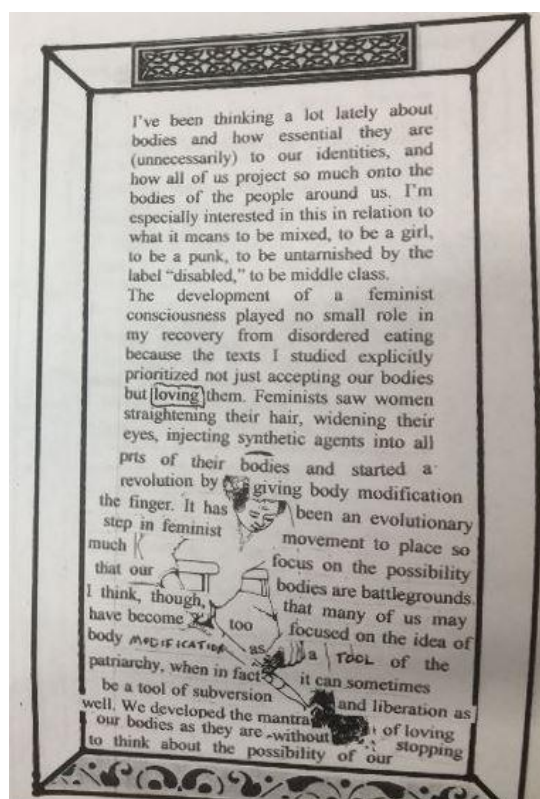 I've been thinking a lot lately about
bodies and how essential they are
(unnecessarily) to our identities, and
how all of us project so much onto the
bodies of the people around us. I'm
especially interested in this in relation to
what it means to be mixed, to be a girl,
to be a punk, to be untarnished by the
label “disabled,” to be middle class.
The development of a feminist
consciousness played no small role in
my recovery from disordered eating
because the texts I studied explicitly
prioritized not just accepting our bodies
but loving them. Feminists saw women
straightening their hair, widening their
eyes, injecting synthetic agents into all
prts of their bodies and started a
revolution by giving body modification
the finger. It has been an evolutionary
step in feminist movement to place so
much focus on the possibility
that our bodies are battlegrounds.
I think, though, that many of us may
have become too focused on the idea of
body MODIFICATION as a TOOL of the
patriarchy, when in fact it can sometimes
be a tool of subversion and liberation as
well. We developed the mantra of loving
our bodies as they are without stopping
to think about the possibility of our